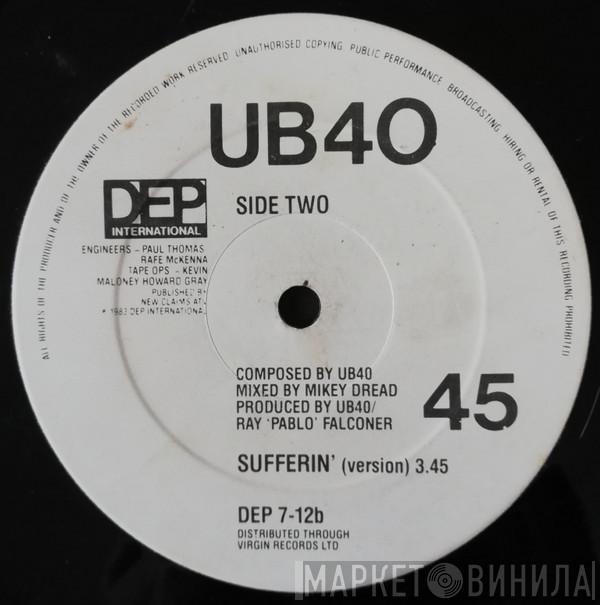 ALL RIGHTS OF THE PRODUCER AND OF THE OWNER OF THE RECORDED WORK RESERVED. UNAUTHORISED COPYING, PUBLIC PERFORMANCE, BROADCASTING, HIRING OR RENTAL OF THIS RECORDING PROHIBITED
UB40
DEP
INTERNATIONAL
SIDE TWO
ENGINEERS – PAUL THOMAS
RAFE McKENNA
TAPE OPS – KEVIN
MALONEY HOWARD GRAY
PUBLISHED BY
NEW CLAIMS ATV
℗ 1983 DEP INTERNATIONAL
COMPOSED BY UB40
MIXED BY MIKEY DREAD
PRODUCED BY UB40/
RAY 'PABLO' FALCONER
45
SUFFERIN' (version) 3.45
DEP 7-12b
DISTRIBUTED THROUGH
VIRGIN RECORDS LTD
МАРКЕТ ВИНИЛА